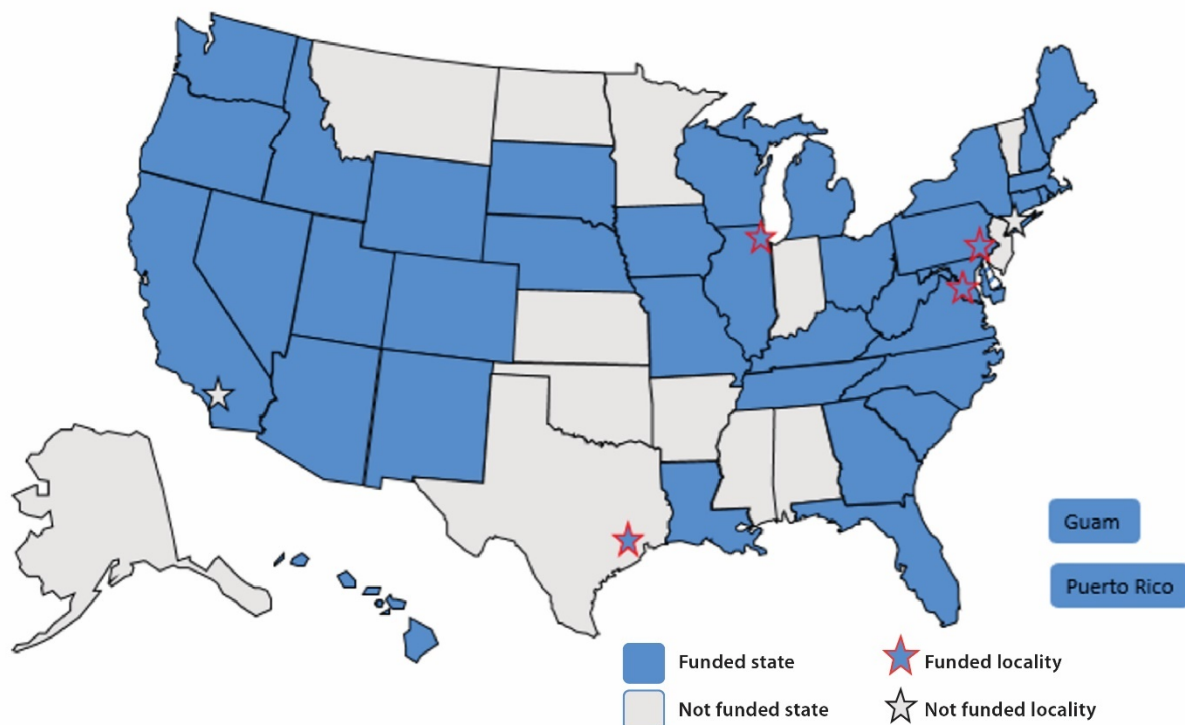 Guam
Puerto Rico
Funded state
Funded locality
Not funded state
Not funded locality